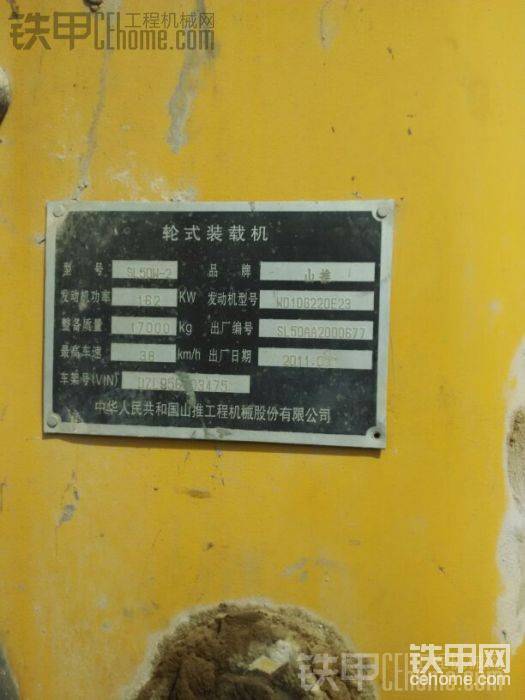 铁甲 工程机械网
CEhome.com
轮式装载机
型号 SL50W-2 品牌 山推
发动机功率 162 KW 发动机型号 WD10G220E23
整备质量 17000 kg 出厂编号 SL50AA2000677
最高车速 38 km/h 出厂日期 2011.
车架号(VIN)
中华人民共和国山推工程机械股份有限公司
铁甲
铁甲网
cehome.com